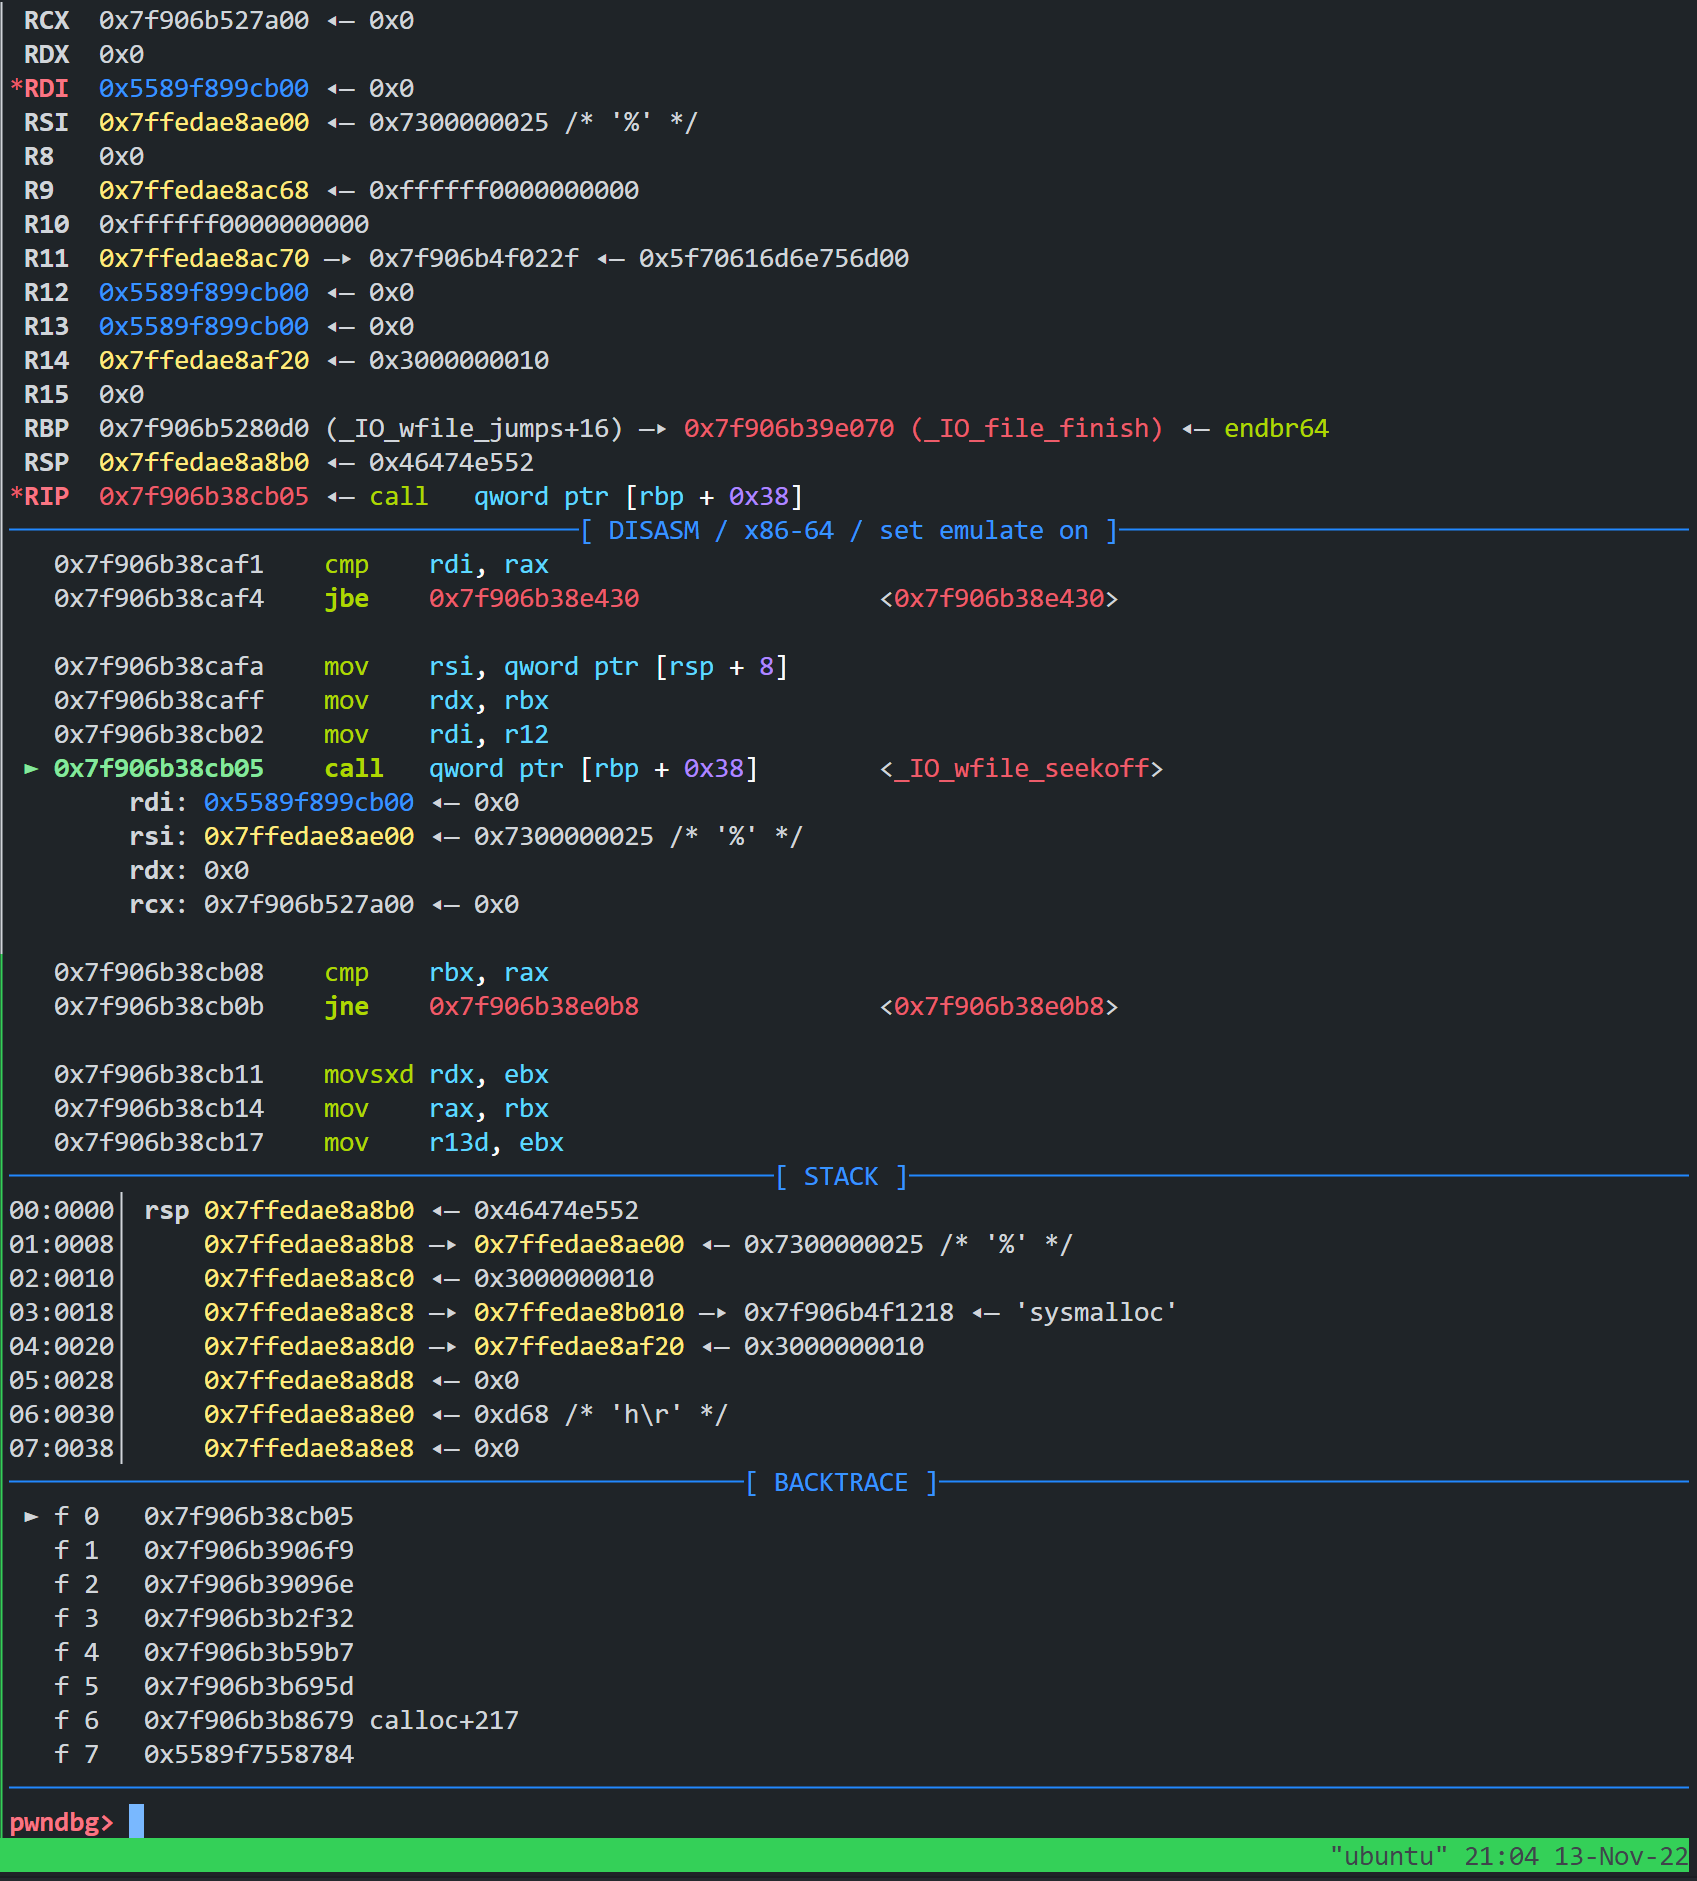 RCX  0x7f906b527a00 ◂— 0x0
RDX  0x0
*RDI  0x5589f899cb00 ◂— 0x0
RSI  0x7ffedae8ae00 ◂— 0x7300000025 /* '%' */
R8   0x0
R9   0x7ffedae8ac68 ◂— 0xffffff0000000000
R10  0xffffff0000000000
R11  0x7ffedae8ac70 —▸ 0x7f906b4f022f ◂— 0x5f70616d6e756d00
R12  0x5589f899cb00 ◂— 0x0
R13  0x5589f899cb00 ◂— 0x0
R14  0x7ffedae8af20 ◂— 0x3000000010
R15  0x0
RBP  0x7f906b5280d0 (_IO_wfile_jumps+16) —▸ 0x7f906b39e070 (_IO_file_finish) ◂— endbr64
RSP  0x7ffedae8a8b0 ◂— 0x46474e552
*RIP  0x7f906b38cb05 ◂— call   qword ptr [rbp + 0x38]
[ DISASM / x86-64 / set emulate on ]
0x7f906b38caf1    cmp    rdi, rax
0x7f906b38caf4    jbe    0x7f906b38e430                <0x7f906b38e430>
0x7f906b38cafa    mov    rsi, qword ptr [rsp + 8]
0x7f906b38caff    mov    rdx, rbx
0x7f906b38cb02    mov    rdi, r12
► 0x7f906b38cb05    call   qword ptr [rbp + 0x38]        <_IO_wfile_seekoff>
rdi: 0x5589f899cb00 ◂— 0x0
rsi: 0x7ffedae8ae00 ◂— 0x7300000025 /* '%' */
rdx: 0x0
rcx: 0x7f906b527a00 ◂— 0x0
0x7f906b38cb08    cmp    rbx, rax
0x7f906b38cb0b    jne    0x7f906b38e0b8                <0x7f906b38e0b8>
0x7f906b38cb11    movsxd rdx, ebx
0x7f906b38cb14    mov    rax, rbx
0x7f906b38cb17    mov    r13d, ebx
[ STACK ]
00:0000│ rsp 0x7ffedae8a8b0 ◂— 0x46474e552
01:0008│     0x7ffedae8a8b8 —▸ 0x7ffedae8ae00 ◂— 0x7300000025 /* '%' */
02:0010│     0x7ffedae8a8c0 ◂— 0x3000000010
03:0018│     0x7ffedae8a8c8 —▸ 0x7ffedae8b010 —▸ 0x7f906b4f1218 ◂— 'sysmalloc'
04:0020│     0x7ffedae8a8d0 —▸ 0x7ffedae8af20 ◂— 0x3000000010
05:0028│     0x7ffedae8a8d8 ◂— 0x0
06:0030│     0x7ffedae8a8e0 ◂— 0xd68 /* 'h\r' */
07:0038│     0x7ffedae8a8e8 ◂— 0x0
[ BACKTRACE ]
► f 0   0x7f906b38cb05
f 1   0x7f906b3906f9
f 2   0x7f906b39096e
f 3   0x7f906b3b2f32
f 4   0x7f906b3b59b7
f 5   0x7f906b3b695d
f 6   0x7f906b3b8679 calloc+217
f 7   0x5589f7558784
pwndbg>
"ubuntu" 21:04 13-Nov-22